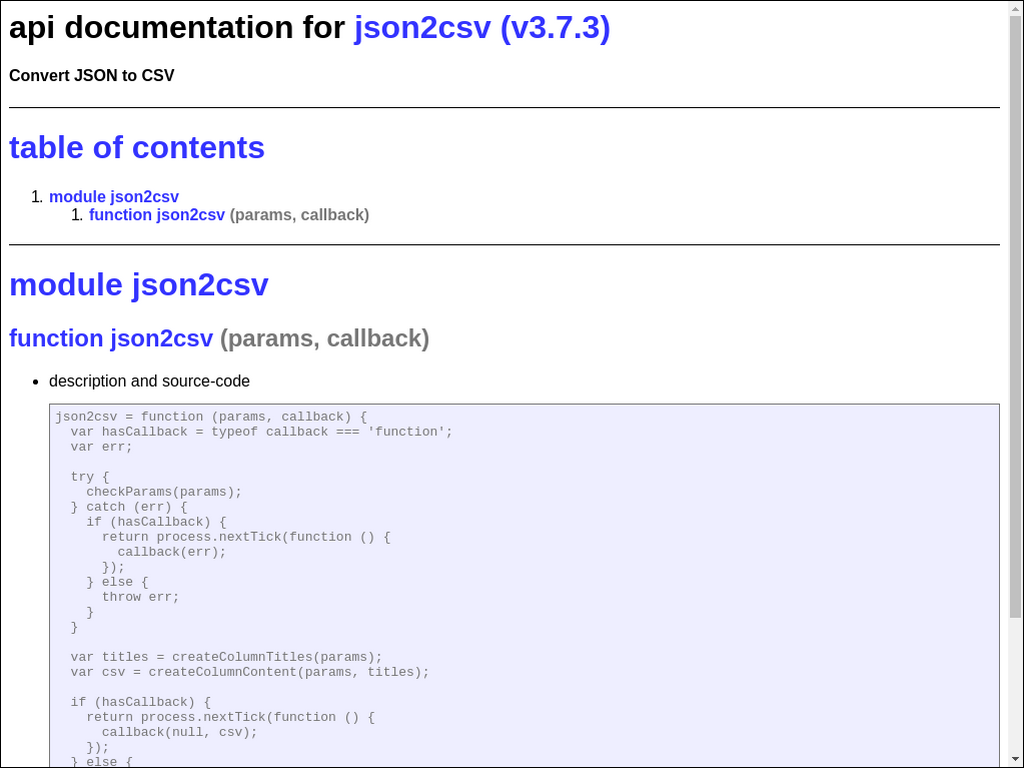 api documentation for json2csv (v3.7.3)
Convert JSON to CSV
table of contents
1. module json2csv
1. function json2csv (params, callback)
module json2csv
function json2csv (params, callback)
• description and source-code
json2csv = function (params, callback) {
  var hasCallback = typeof callback === 'function';
  var err;

  try {
    checkParams(params);
  } catch (err) {
    if (hasCallback) {
      return process.nextTick(function () {
        callback(err);
      });
    } else {
      throw err;
    }
  }

  var titles = createColumnTitles(params);
  var csv = createColumnContent(params, titles);

  if (hasCallback) {
    return process.nextTick(function () {
      callback(null, csv);
    });
  } else {